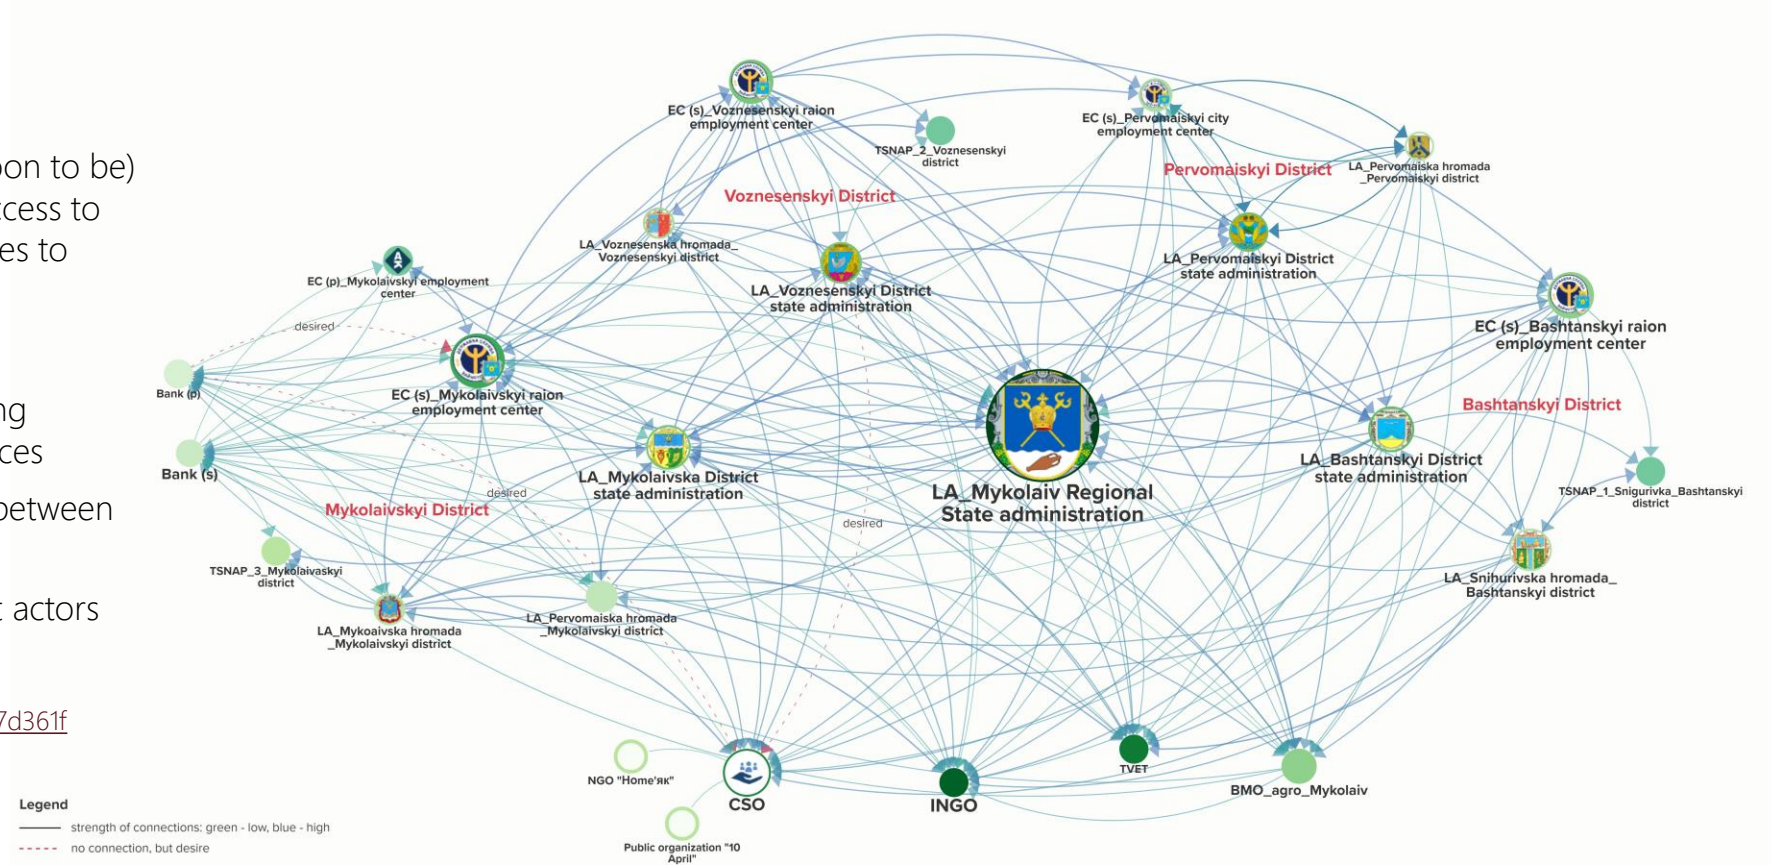 oon to be)
ccess to
es to
ng
ces
between
c actors
7d361f
EC (s)_Voznesenskyi raion
employment center
TSNAP_2_Voznesenskyi
district
EC (s)_Pervomaiskyi city
employment center
Pervomaiskyi District
LA_Pervomaiska hromada
_Pervomaiskyi district
Voznesenskyi District
LA_Voznesenska hromada_
Voznesenskyi district
LA_Voznesenskyi District
state administration
LA_Pervomaiskyi District
state administration
EC (p)_Mykolaivskyi employment
center
desired
EC (s)_Bashtanskyi raion
employment center
Bank (p)
EC (s)_Mykolaivskyi raion
employment center
Bashtanskyi District
Bank (s)
LA_Mykolaivska District
state administration
desired
Mykolaivskyi District
LA_Mykolaiv Regional
State administration
desired
LA_Bashtanskyi District
state administration
TSNAP_1_Snigurivka_Bashtanskyi
district
TSNAP_3_Mykolaivaskyi
district
LA_Snihurivska hromada_
Bashtanskyi district
LA_Mykoaivska hromada
_Mykolaivskyi district
LA_Pervomaiska hromada
_Mykolaivskyi district
NGO "Home'як"
CSO
INGO
TVET
BMO_agro_Mykolaiv
Public organization "10
April"
Legend
strength of connections: green - low, blue - high
no connection, but desire